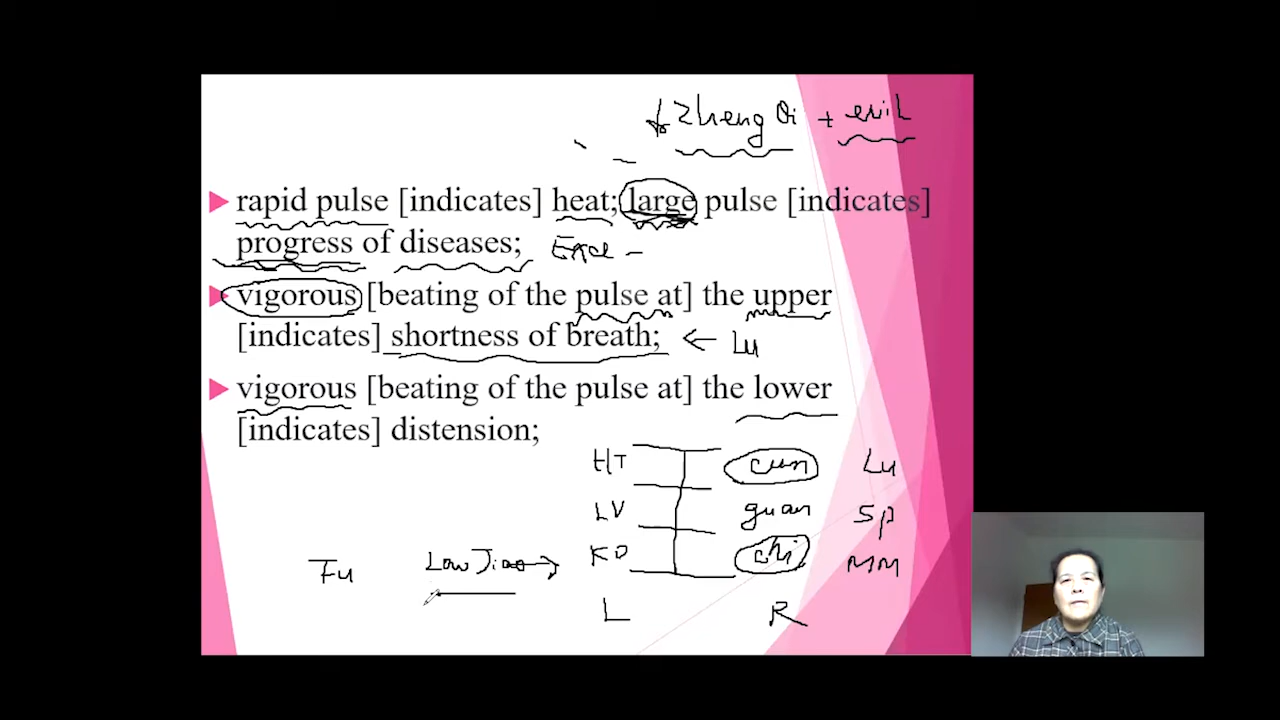 Zheng Qi + evil
rapid pulse [indicates] heat; large pulse [indicates]
progress of diseases;
vigorous [beating of the pulse at] the upper
[indicates] shortness of breath; ← Lu
vigorous [beating of the pulse at] the lower
[indicates] distension;
HT cun Lu
LV guan Sp
KD chi MM
Fu Low Jiao →
L R